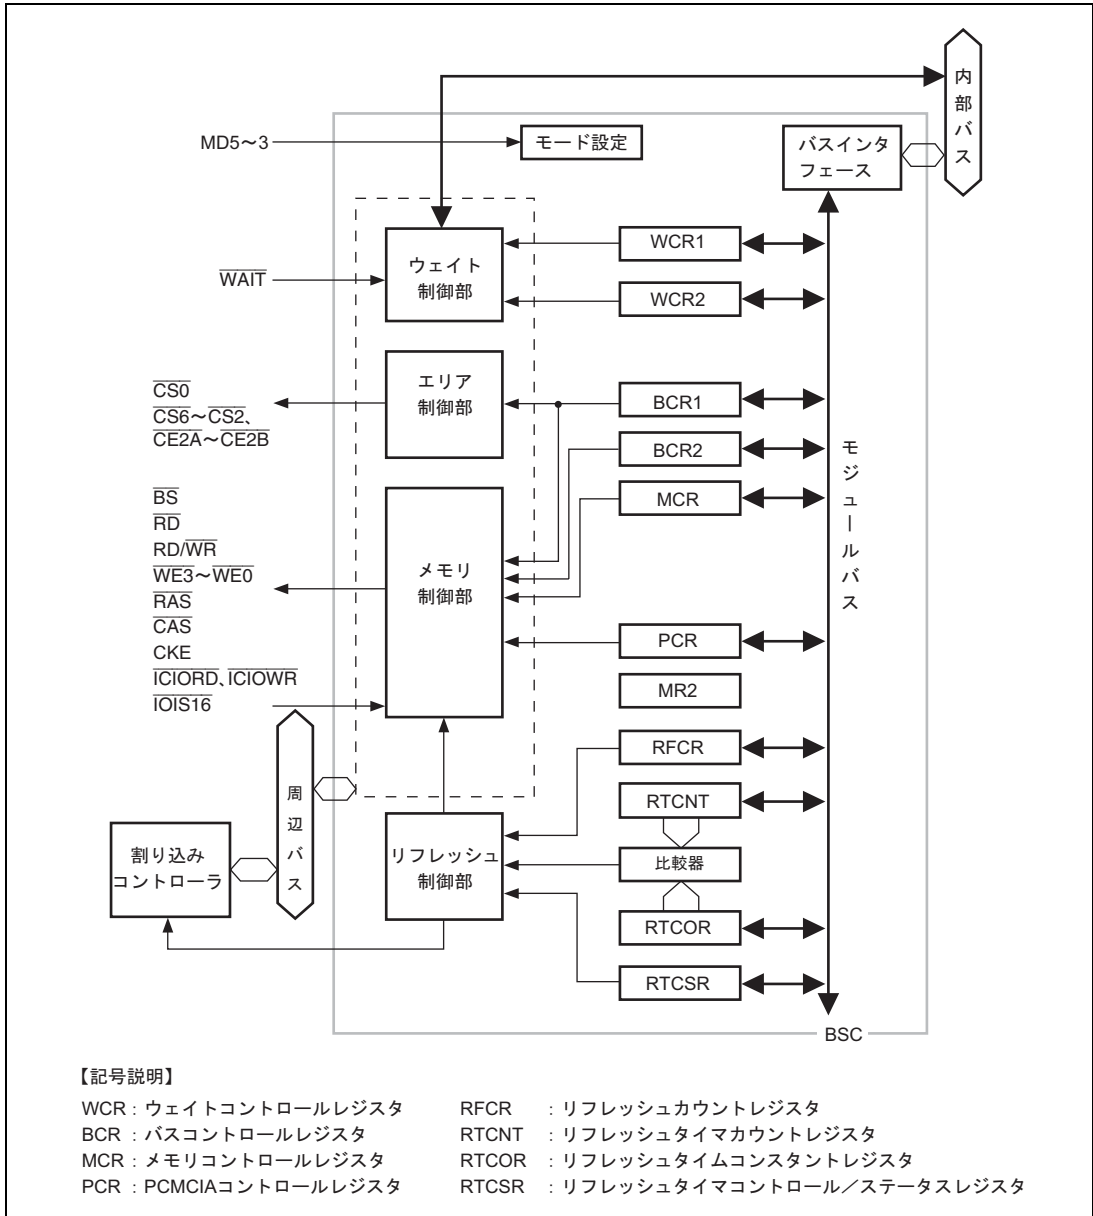 内部バス
MD5～3
モード設定
バスインタ
フェース
WAIT
ウェイト
制御部
WCR1
WCR2
CS0
CS6～CS2、
CE2A～CE2B
エリア
制御部
BCR1
BCR2
MCR
モジュールバス
BS
RD
RD/WR
WE3～WE0
RAS
CAS
CKE
ICIORD、ICIOWR
IOIS16
メモリ
制御部
PCR
MR2
RFCR
RTCNT
比較器
RTCOR
RTCSR
周辺バス
割り込み
コントローラ
リフレッシュ
制御部
BSC
【記号説明】
WCR : ウェイトコントロールレジスタ
BCR : バスコントロールレジスタ
MCR : メモリコントロールレジスタ
PCR : PCMCIAコントロールレジスタ
RFCR : リフレッシュカウントレジスタ
RTCNT : リフレッシュタイマカウントレジスタ
RTCOR : リフレッシュタイムコンスタントレジスタ
RTCSR : リフレッシュタイマコントロール／ステータスレジスタ